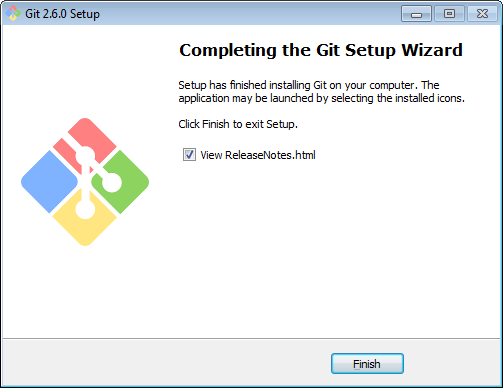 Git 2.6.0 Setup
Completing the Git Setup Wizard
Setup has finished installing Git on your computer. The
application may be launched by selecting the installed icons.
Click Finish to exit Setup.
View ReleaseNotes.html
Finish